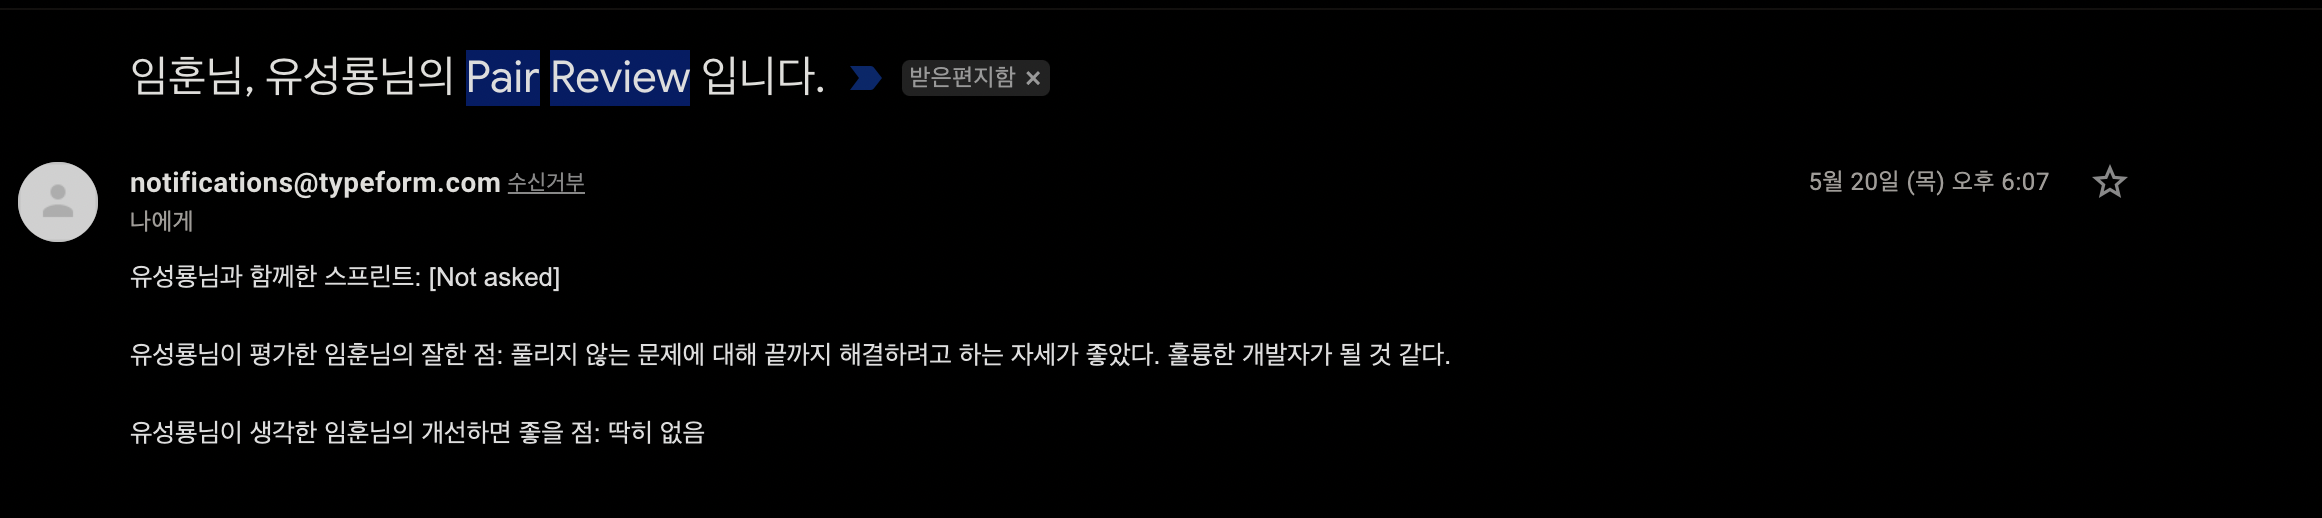 임훈님, 유성룡님의 Pair Review 입니다. 받은편지함 ×
notifications@typeform.com 수신거부 5월 20일 (목) 오후 6:07
나에게
유성룡님과 함께한 스프린트: [Not asked]
유성룡님이 평가한 임훈님의 잘한 점: 풀리지 않는 문제에 대해 끝까지 해결하려고 하는 자세가 좋았다. 훌륭한 개발자가 될 것 같다.
유성룡님이 생각한 임훈님의 개선하면 좋을 점: 딱히 없음